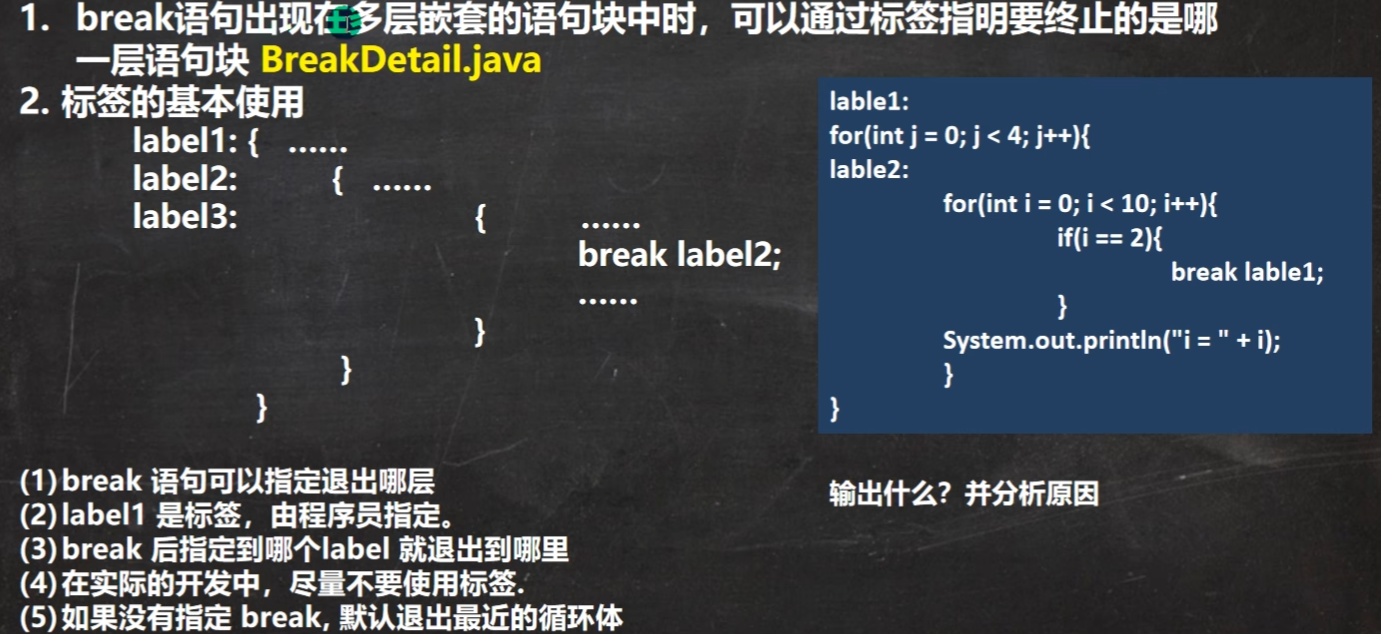 1. break语句出现在多层嵌套的语句块中时，可以通过标签指明要终止的是哪
一层语句块 BreakDetail.java
2. 标签的基本使用
label1: { ……
label2: { ……
label3: { ……
break label2;
……
}
}
}
(1)break 语句可以指定退出哪层
(2)label1 是标签，由程序员指定。
(3)break 后指定到哪个label 就退出到哪里
(4)在实际的开发中，尽量不要使用标签.
(5)如果没有指定 break, 默认退出最近的循环体
lable1:
for(int j = 0; j < 4; j++){
lable2:
for(int i = 0; i < 10; i++){
if(i == 2){
break lable1;
}
System.out.println("i = " + i);
}
}
输出什么？并分析原因